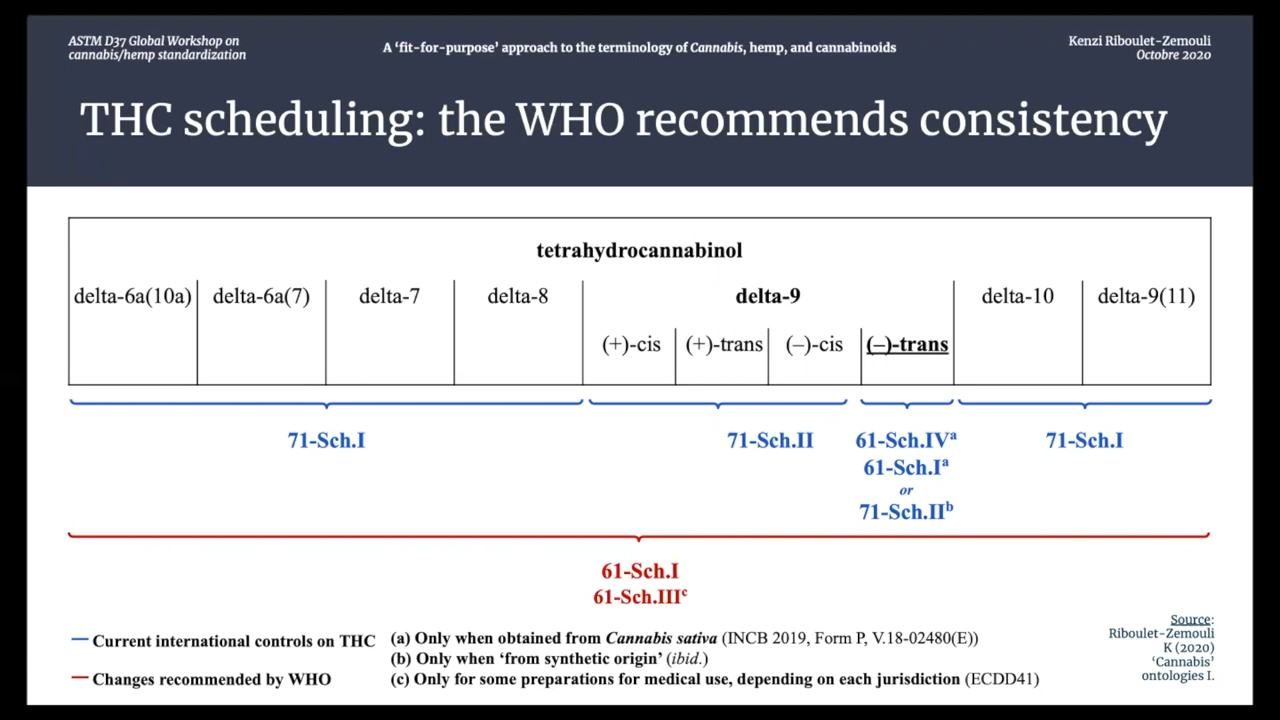 ASTM D37 Global Workshop on
cannabis/hemp standardization
A ‘fit-for-purpose’ approach to the terminology of Cannabis, hemp, and cannabinoids
Kenzi Riboulet-Zemouli
Octobre 2020
THC scheduling: the WHO recommends consistency
tetrahydrocannabinol
delta-6a(10a) delta-6a(7) delta-7 delta-8 delta-9 delta-10 delta-9(11)
(+)-cis (+)-trans (–)-cis (–)-trans
71-Sch.I 71-Sch.II 61-Sch.IVᵃ 71-Sch.I
61-Sch.Iᵃ
or
71-Sch.IIᵇ
61-Sch.I
61-Sch.IIIᶜ
Current international controls on THC
Changes recommended by WHO
(a) Only when obtained from Cannabis sativa (INCB 2019, Form P, V.18-02480(E))
(b) Only when ‘from synthetic origin’ (ibid.)
(c) Only for some preparations for medical use, depending on each jurisdiction (ECDD41)
Source:
Riboulet-Zemouli
K (2020)
‘Cannabis’
ontologies I.